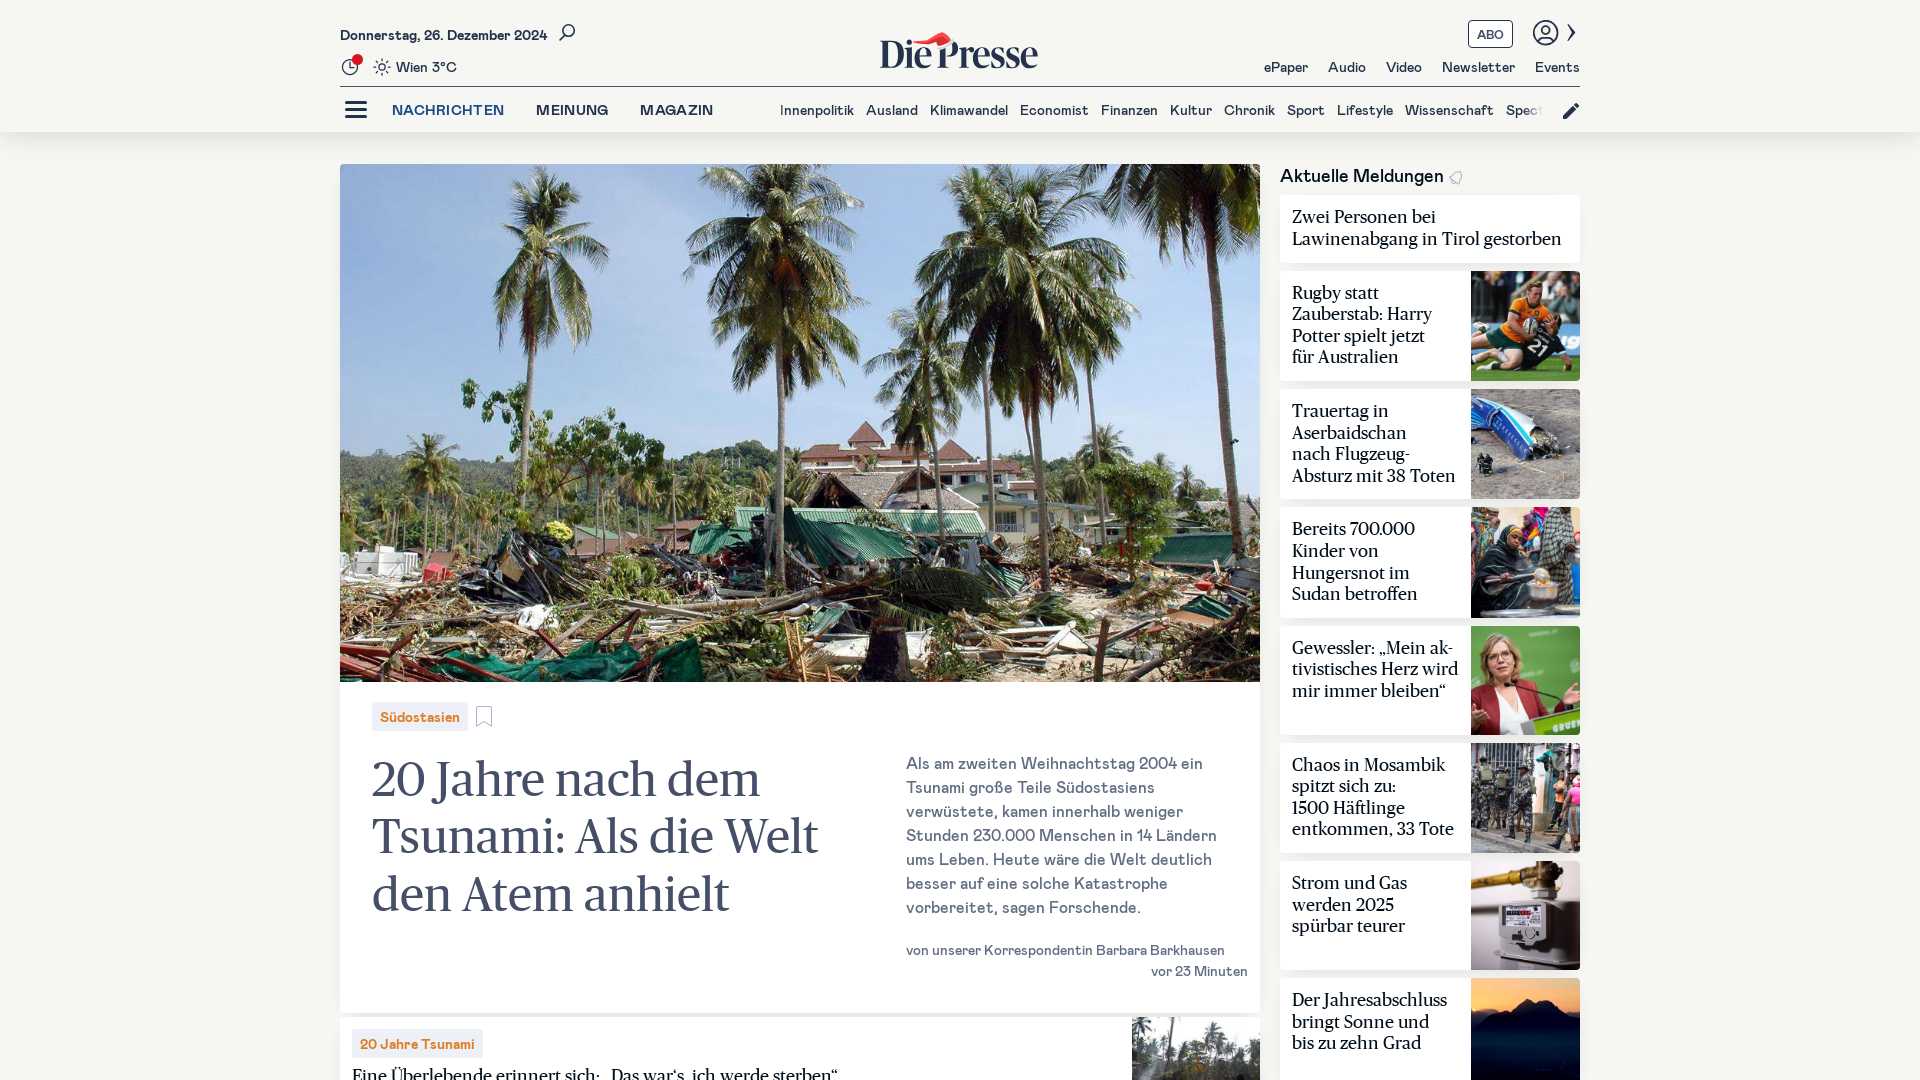 Donnerstag, 26. Dezember 2024
Wien 3°C
Die Presse
ABO
ePaper Audio Video Newsletter Events
NACHRICHTEN MEINUNG MAGAZIN
Innenpolitik Ausland Klimawandel Economist Finanzen Kultur Chronik Sport Lifestyle Wissenschaft Spect
Südostasien
20 Jahre nach dem
Tsunami: Als die Welt
den Atem anhielt
Als am zweiten Weihnachtstag 2004 ein
Tsunami große Teile Südostasiens
verwüstete, kamen innerhalb weniger
Stunden 230.000 Menschen in 14 Ländern
ums Leben. Heute wäre die Welt deutlich
besser auf eine solche Katastrophe
vorbereitet, sagen Forschende.
von unserer Korrespondentin Barbara Barkhausen
vor 23 Minuten
20 Jahre Tsunami
Eine Überlebende erinnert sich: „Das war‘s, ich werde sterben“
Aktuelle Meldungen
Zwei Personen bei
Lawinenabgang in Tirol gestorben
Rugby statt
Zauberstab: Harry
Potter spielt jetzt
für Australien
21
Trauertag in
Aserbaidschan
nach Flugzeug-
Absturz mit 38 Toten
Bereits 700.000
Kinder von
Hungersnot im
Sudan betroffen
Gewessler: „Mein ak-
tivistisches Herz wird
mir immer bleiben“
Chaos in Mosambik
spitzt sich zu:
1500 Häftlinge
entkommen, 33 Tote
Strom und Gas
werden 2025
spürbar teurer
Der Jahresabschluss
bringt Sonne und
bis zu zehn Grad